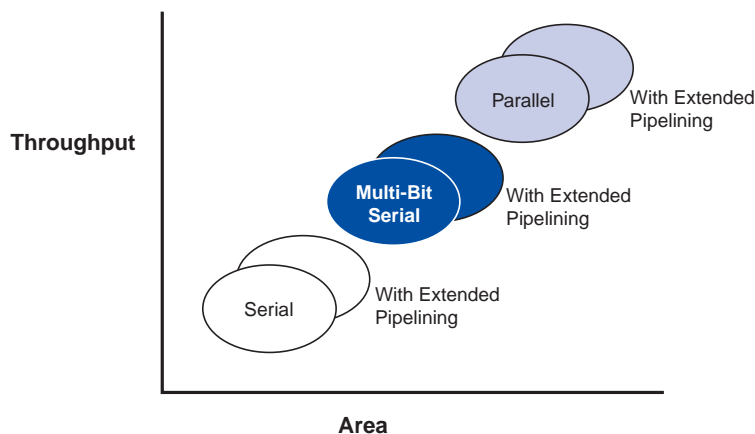 Parallel
With Extended
Pipelining
Throughput
Multi-Bit
Serial
With Extended
Pipelining
Serial
With Extended
Pipelining
Area